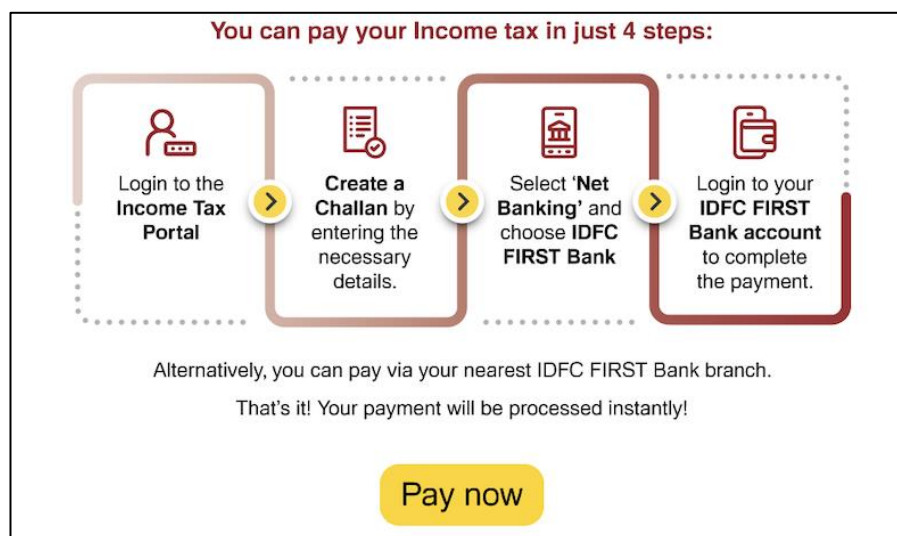 You can pay your Income tax in just 4 steps:
Login to the
Income Tax
Portal
Create a
Challan by
entering the
necessary
details.
Select ‘Net
Banking’ and
choose IDFC
FIRST Bank
Login to your
IDFC FIRST
Bank account
to complete
the payment.
Alternatively, you can pay via your nearest IDFC FIRST Bank branch.
That’s it! Your payment will be processed instantly!
Pay now